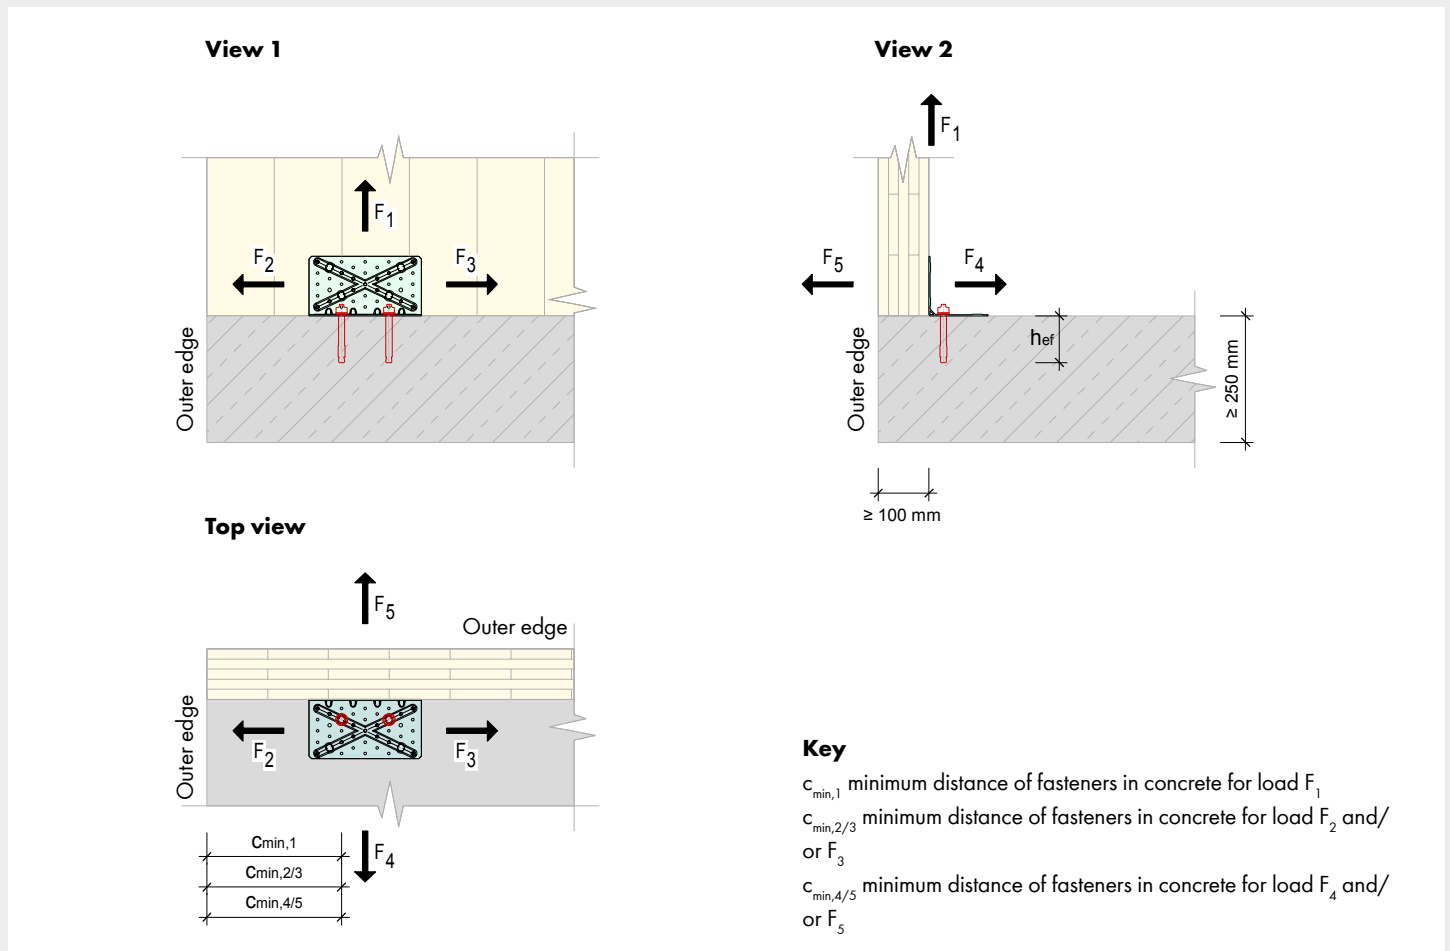 View 1
F1
F2
F3
Outer edge
View 2
F1
F5
F4
hef
Outer edge
≥ 250 mm
≥ 100 mm
Top view
F5
Outer edge
Outer edge
F2
F3
F4
cmin,1
cmin,2/3
cmin,4/5
Key
cmin,1 minimum distance of fasteners in concrete for load F1
cmin,2/3 minimum distance of fasteners in concrete for load F2 and/
or F3
cmin,4/5 minimum distance of fasteners in concrete for load F4 and/
or F5